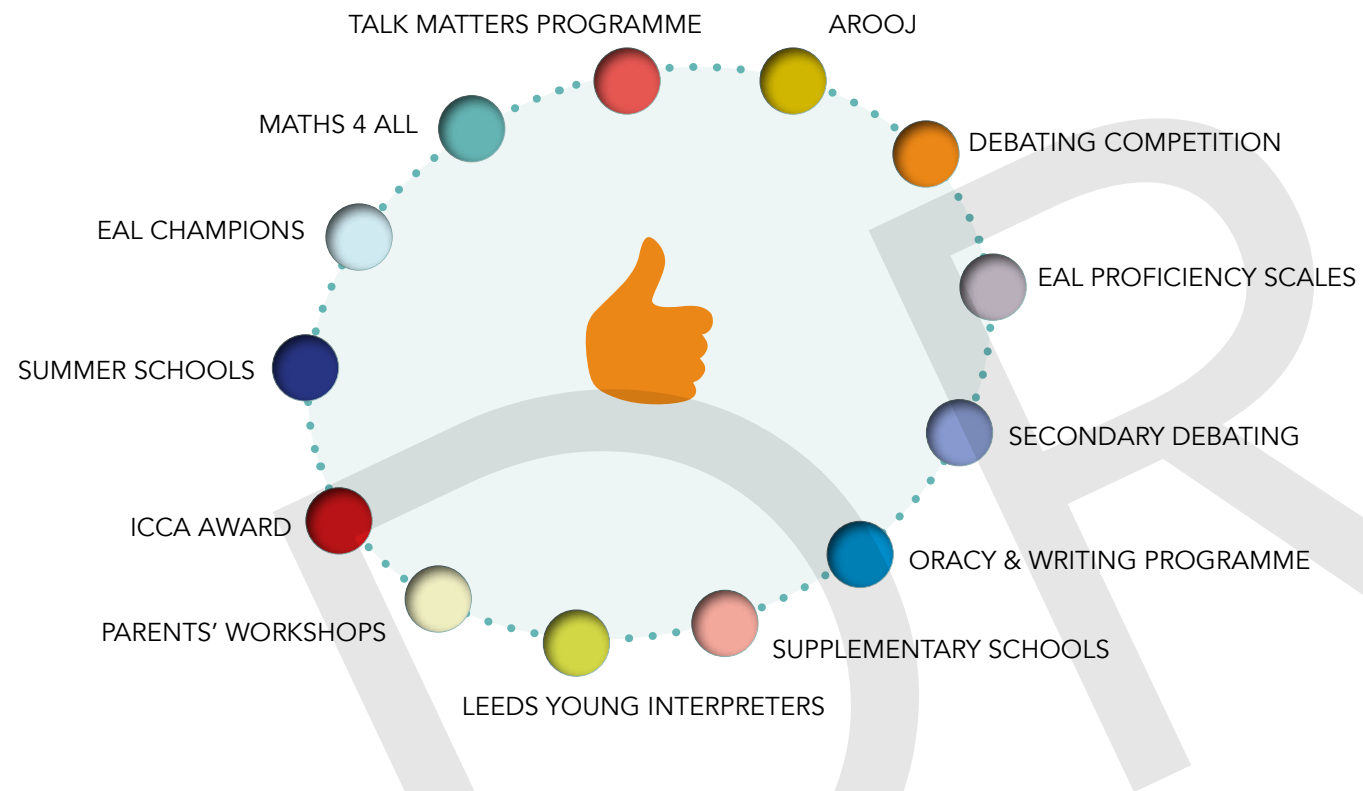 TALK MATTERS PROGRAMME
AROOJ
MATHS 4 ALL
DEBATING COMPETITION
EAL CHAMPIONS
EAL PROFICIENCY SCALES
SUMMER SCHOOLS
SECONDARY DEBATING
ICCA AWARD
ORACY & WRITING PROGRAMME
PARENTS’ WORKSHOPS
SUPPLEMENTARY SCHOOLS
LEEDS YOUNG INTERPRETERS
DR